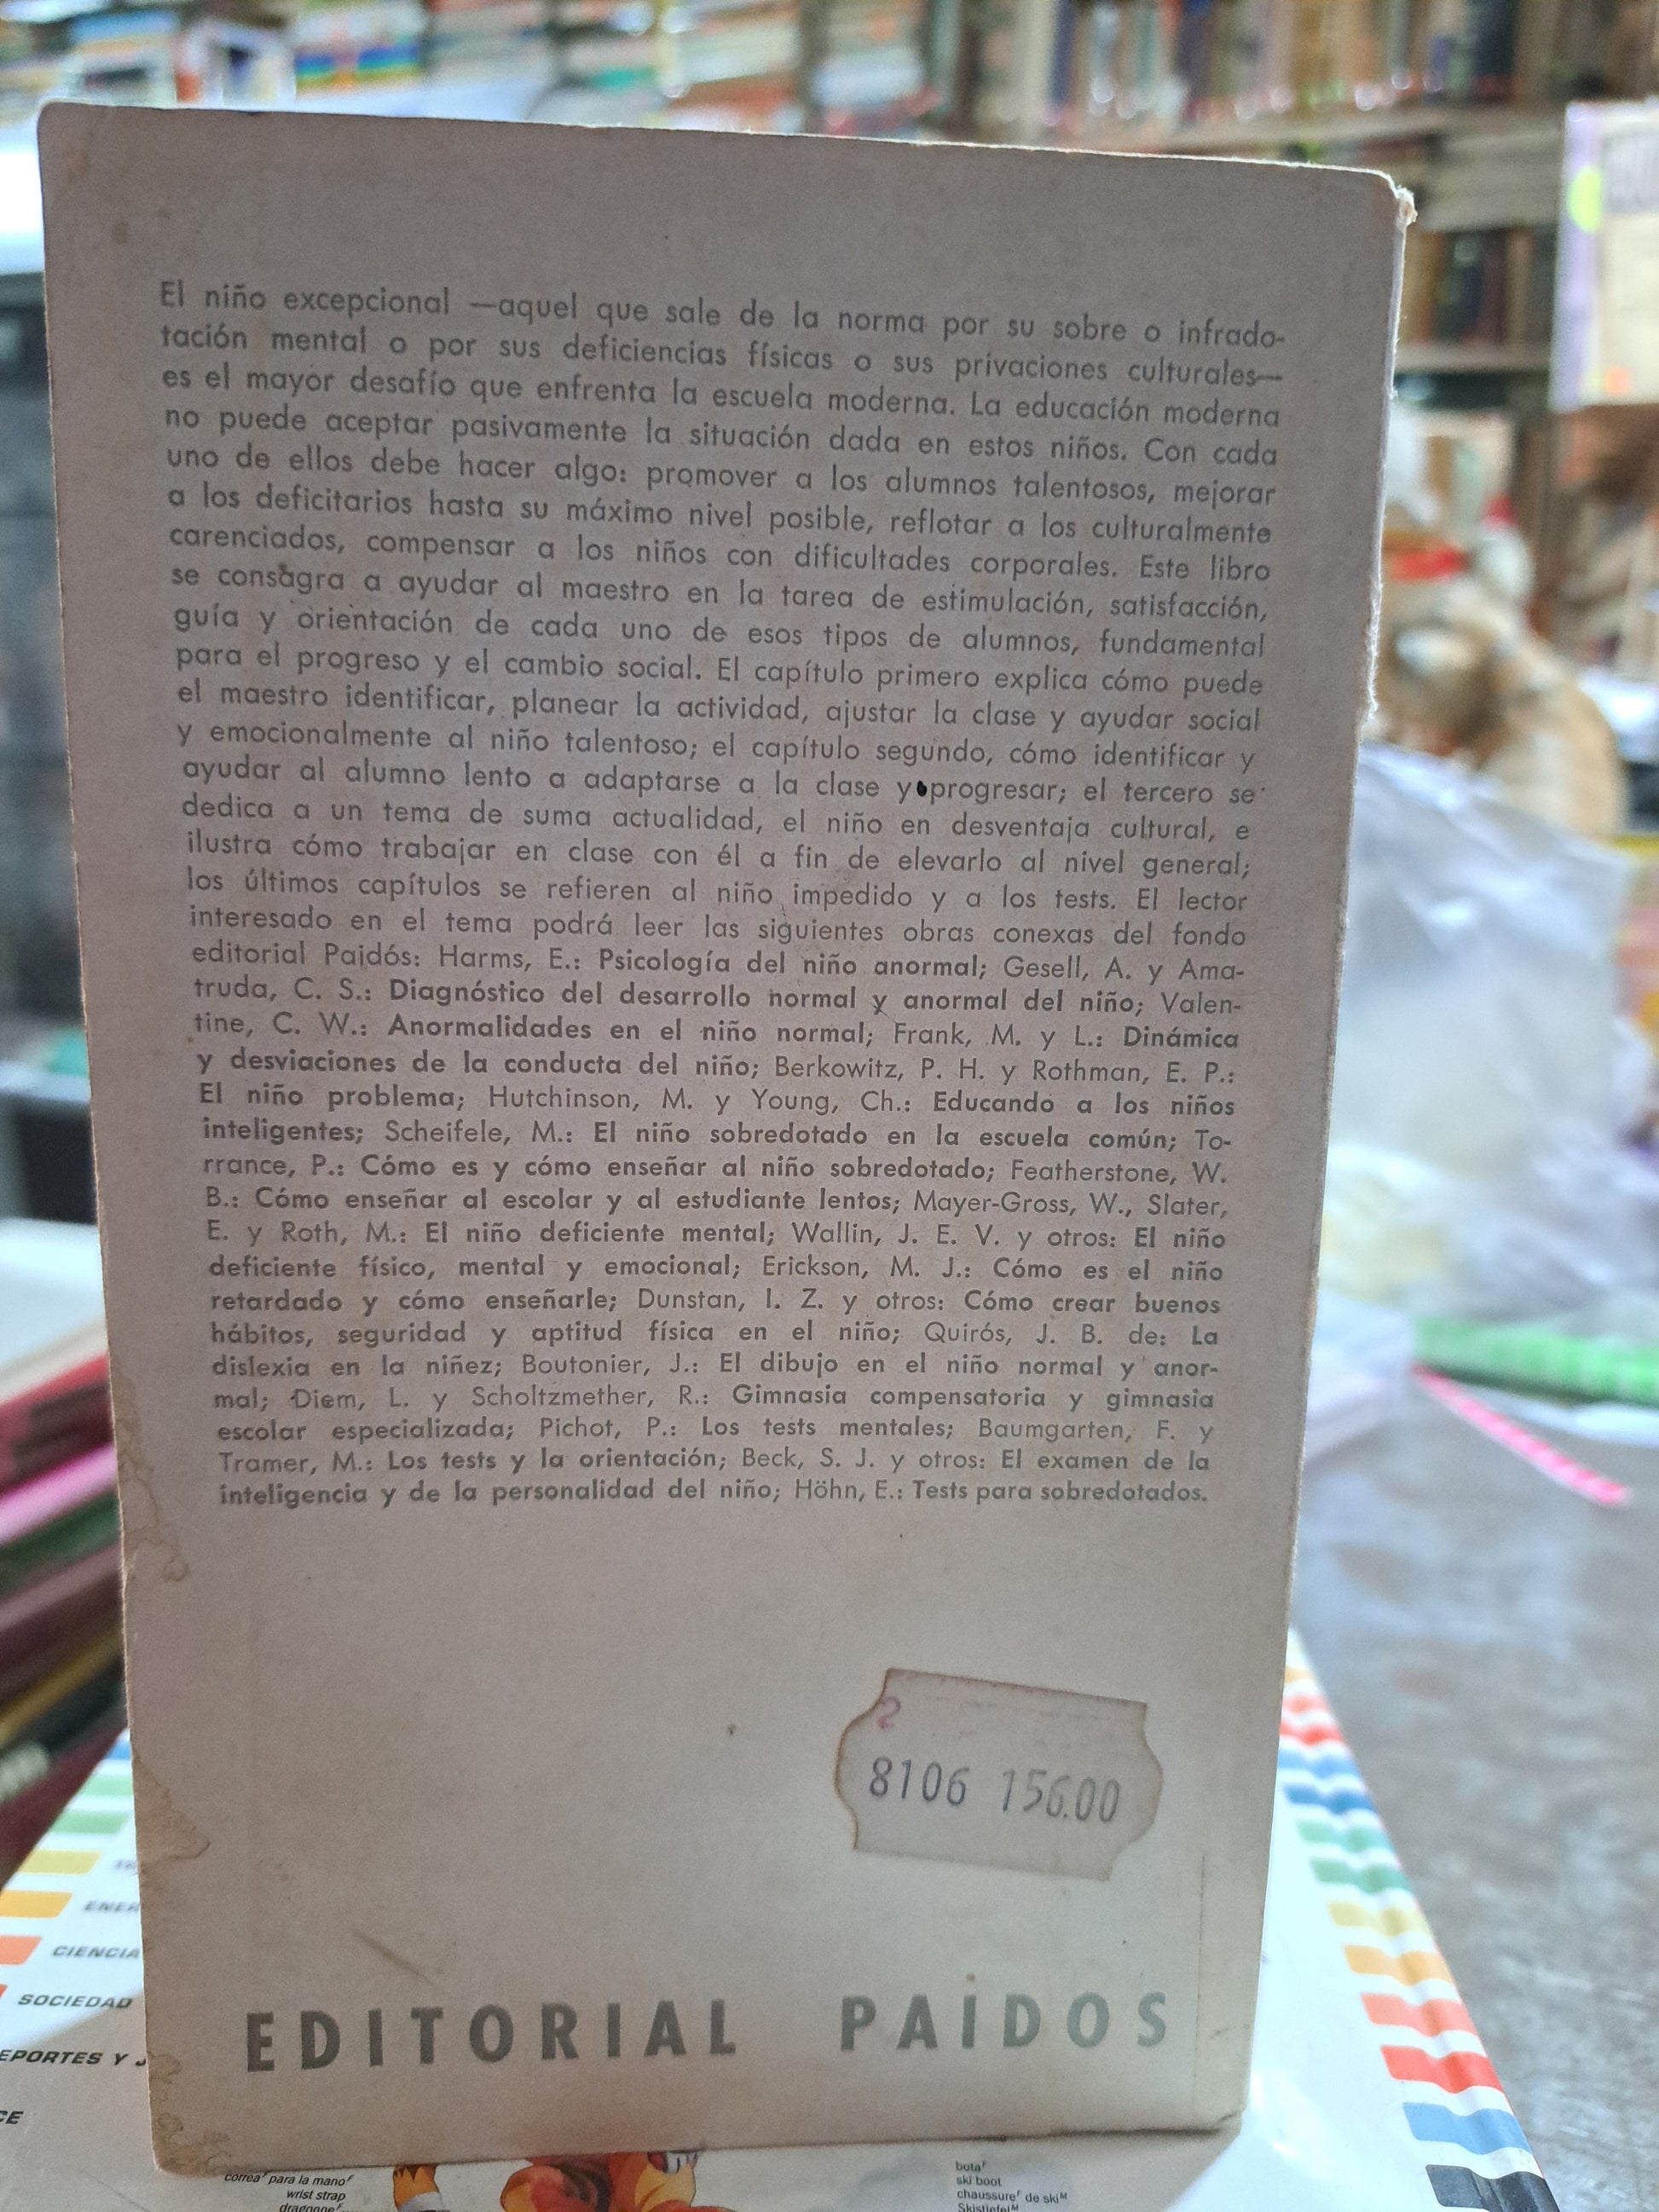 El niño excepcional —aquel que sale de la norma por su sobre o infrado-
tación mental o por sus deficiencias físicas o sus privaciones culturales—
es el mayor desafío que enfrenta la escuela moderna. La educación moderna
no puede aceptar pasivamente la situación dada en estos niños. Con cada
uno de ellos debe hacer algo: promover a los alumnos talentosos, mejorar
a los deficitarios hasta su máximo nivel posible, reflotar a los culturalmente
carenciados, compensar a los niños con dificultades corporales. Este libro
se consagra a ayudar al maestro en la tarea de estimulación, satisfacción,
guía y orientación de cada uno de esos tipos de alumnos, fundamental
para el progreso y el cambio social. El capítulo primero explica cómo puede
el maestro identificar, planear la actividad, ajustar la clase y ayudar social
y emocionalmente al niño talentoso; el capítulo segundo, cómo identificar y
ayudar al alumno lento a adaptarse a la clase y progresar; el tercero se
dedica a un tema de suma actualidad, el niño en desventaja cultural, e
ilustra cómo trabajar en clase con él a fin de elevarlo al nivel general;
los últimos capítulos se refieren al niño impedido y a los tests. El lector
interesado en el tema podrá leer las siguientes obras conexas del fondo
editorial Paidós: Harms, E.: Psicología del niño anormal; Gesell, A. y Ama-
truda, C. S.: Diagnóstico del desarrollo normal y anormal del niño; Valen-
tine, C. W.: Anormalidades en el niño normal; Frank, M. y L.: Dinámica
y desviaciones de la conducta del niño; Berkowitz, P. H. y Rothman, E. P.:
El niño problema; Hutchinson, M. y Young, Ch.: Educando a los niños
inteligentes; Scheifele, M.: El niño sobredotado en la escuela común; To-
rrance, P.: Cómo es y cómo enseñar al niño sobredotado; Featherstone, W.
B.: Cómo enseñar al escolar y al estudiante lentos; Mayer-Gross, W., Slater,
E. y Roth, M.: El niño deficiente mental; Wallin, J. E. V. y otros: El niño
deficiente físico, mental y emocional; Erickson, M. J.: Cómo es el niño
retardado y cómo enseñarle; Dunstan, I. Z. y otros: Cómo crear buenos
hábitos, seguridad y aptitud física en el niño; Quirós, J. B. de: La
dislexia en la niñez; Boutonier, J.: El dibujo en el niño normal y anor-
mal; Diem, L. y Scholtzmether, R.: Gimnasia compensatoria y gimnasia
escolar especializada; Pichot, P.: Los tests mentales; Baumgarten, F. y
Tramer, M.: Los tests y la orientación; Beck, S. J. y otros: El examen de la
inteligencia y de la personalidad del niño; Höhn, E.: Tests para sobredotados.
2
8106 156.00
EDITORIAL PAIDOS
CIENCIA
SOCIEDAD
correa para la mano
wrist strap
dragonne
bota
ski boot
chaussure de ski
Skistiefel